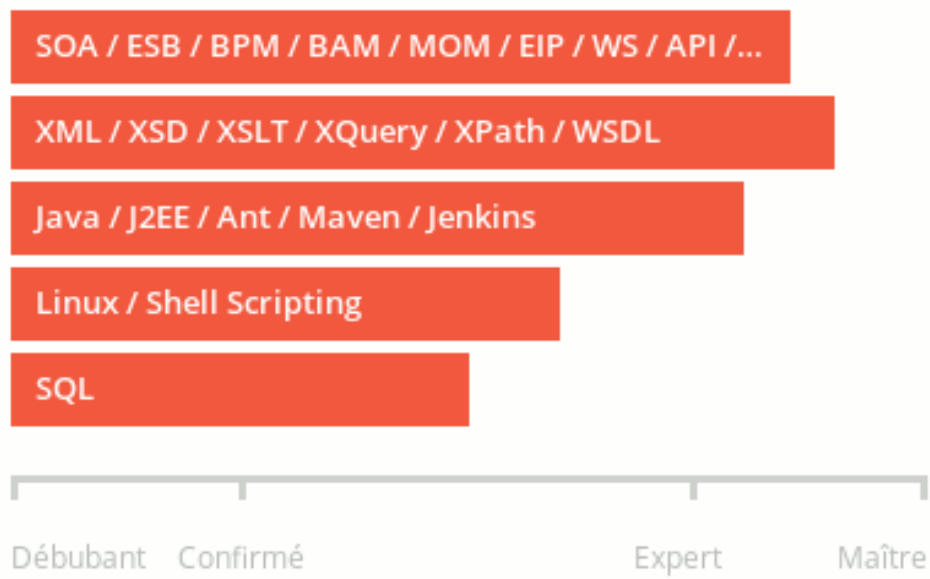 SOA / ESB / BPM / BAM / MOM / EIP / WS / API /...
XML / XSD / XSLT / XQuery / XPath / WSDL
Java / J2EE / Ant / Maven / Jenkins
Linux / Shell Scripting
SQL
Débubant Confirmé Expert Maître